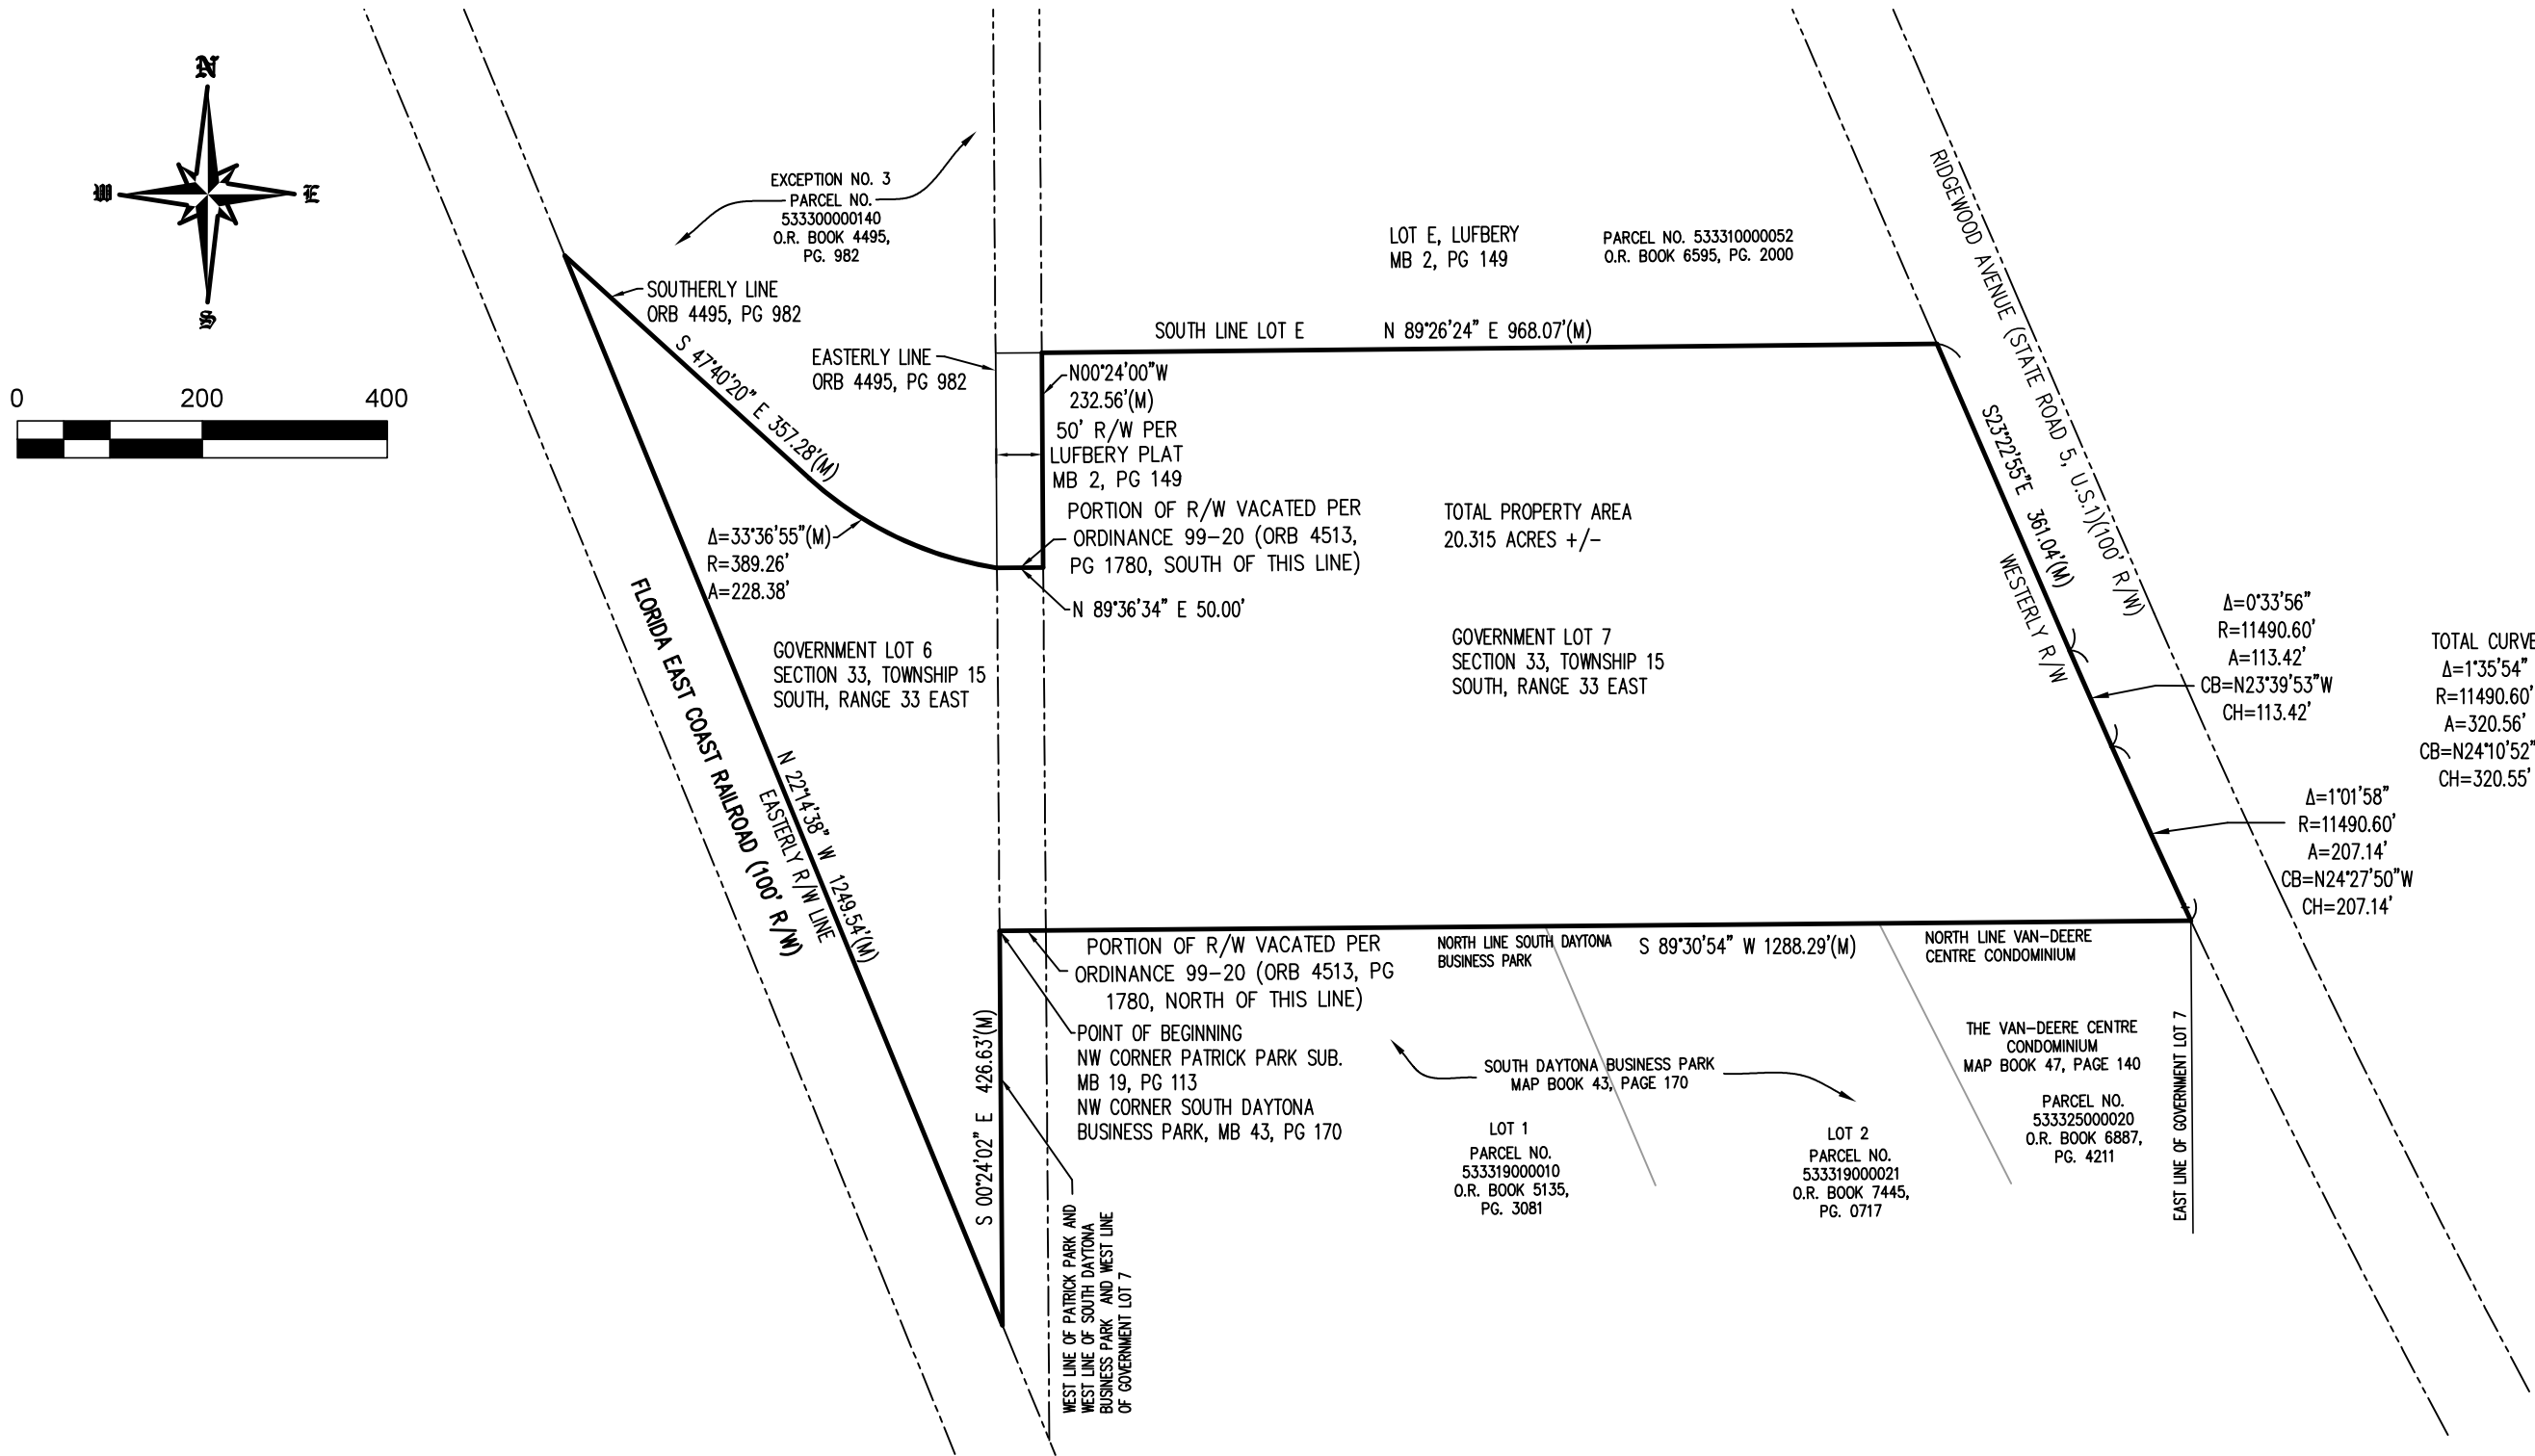 N
W
E
S
0 200 400
EXCEPTION NO. 3
PARCEL NO.
533300000140
O.R. BOOK 4495,
PG. 982
SOUTHERLY LINE
ORB 4495, PG 982
S 47°40'20" E 357.28'(M)
EASTERLY LINE
ORB 4495, PG 982
LOT E, LUFBERY
MB 2, PG 149
PARCEL NO. 533310000052
O.R. BOOK 6595, PG. 2000
SOUTH LINE LOT E N 89°26'24" E 968.07'(M)
RIDGEWOOD AVENUE (STATE ROAD 5, U.S.1)(100' R/W)
S23°22'55"E 361.04'(M)
WESTERLY R/W
N00°24'00"W
232.56'(M)
50' R/W PER
LUFBERY PLAT
MB 2, PG 149
PORTION OF R/W VACATED PER
ORDINANCE 99-20 (ORB 4513,
PG 1780, SOUTH OF THIS LINE)
N 89°36'34" E 50.00'
TOTAL PROPERTY AREA
20.315 ACRES +/-
Δ=33°36'55"(M)
R=389.26'
A=228.38'
FLORIDA EAST COAST RAILROAD (100' R/W)
GOVERNMENT LOT 6
SECTION 33, TOWNSHIP 15
SOUTH, RANGE 33 EAST
GOVERNMENT LOT 7
SECTION 33, TOWNSHIP 15
SOUTH, RANGE 33 EAST
Δ=0°33'56"
R=11490.60'
A=113.42'
CB=N23°39'53"W
CH=113.42'
TOTAL CURVE
Δ=1°35'54"
R=11490.60'
A=320.56'
CB=N24°10'52"
CH=320.55'
Δ=1°01'58"
R=11490.60'
A=207.14'
CB=N24°27'50"W
CH=207.14'
N 22°14'38" W 1249.54'(M)
EASTERLY R/W LINE
PORTION OF R/W VACATED PER
ORDINANCE 99-20 (ORB 4513, PG
1780, NORTH OF THIS LINE)
NORTH LINE SOUTH DAYTONA
BUSINESS PARK
S 89°30'54" W 1288.29'(M)
NORTH LINE VAN-DEERE
CENTRE CONDOMINIUM
S 00°24'02" E 426.63'(M)
POINT OF BEGINNING
NW CORNER PATRICK PARK SUB.
MB 19, PG 113
NW CORNER SOUTH DAYTONA
BUSINESS PARK, MB 43, PG 170
SOUTH DAYTONA BUSINESS PARK
MAP BOOK 43, PAGE 170
THE VAN-DEERE CENTRE
CONDOMINIUM
MAP BOOK 47, PAGE 140
PARCEL NO.
533325000020
O.R. BOOK 6887,
PG. 4211
EAST LINE OF GOVERNMENT LOT 7
LOT 1
PARCEL NO.
533319000010
O.R. BOOK 5135,
PG. 3081
LOT 2
PARCEL NO.
533319000021
O.R. BOOK 7445,
PG. 0717
WEST LINE OF PATRICK PARK AND
WEST LINE OF SOUTH DAYTONA
BUSINESS PARK AND WEST LINE
OF GOVERNMENT LOT 7